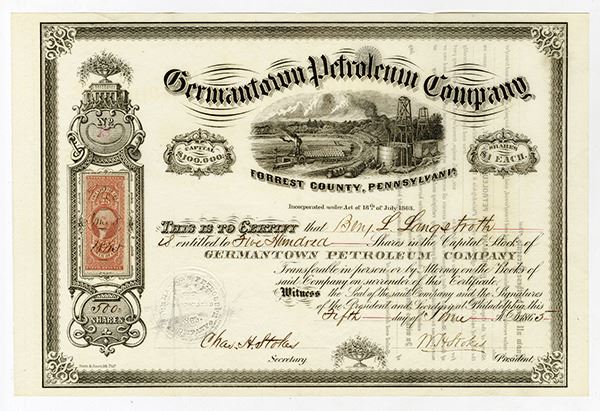 Germantown Petroleum Company,
No.
CAPITAL
$100,000.
SHARES
$1 EACH.
FORREST COUNTY, PENNSYLVANIA.
Incorporated under Act of 18th of July 1863.
THIS IS TO CERTIFY that Benj. L Langstroth
is entitled to Five Hundred Shares in the Capital Stock of
GERMANTOWN PETROLEUM COMPANY
Transferable in person or by Attorney on the Books of
said Company on surrender of this Certificate.
Witness the Seal of the said Company and the Signatures
of the President and Secretary at Philadelphia, this
Fifth day of June A.D. 1865
500
SHARES
Chas. H. Stokes
Secretary
W. H. Stokes
President.